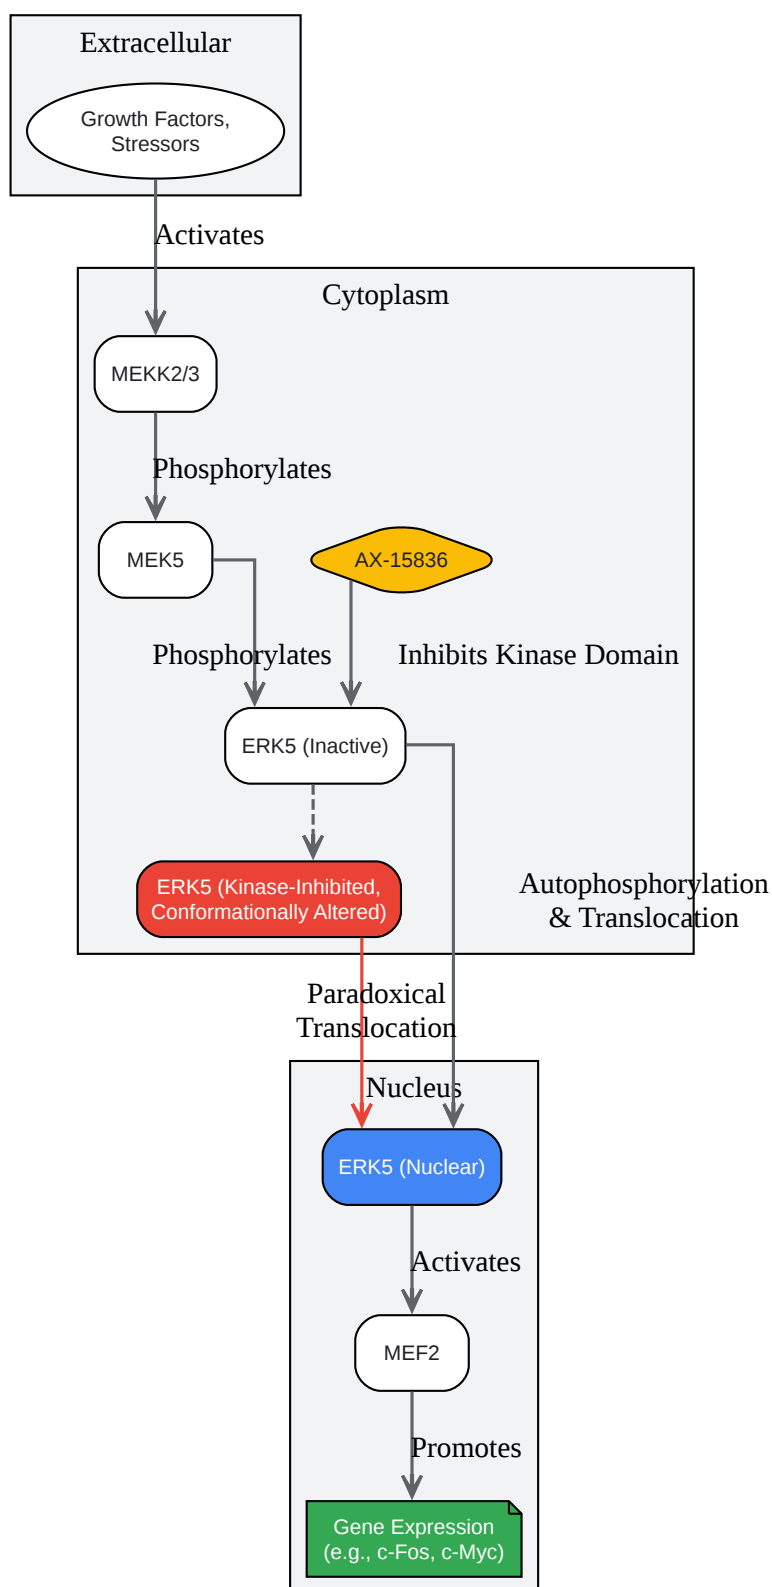 Extracellular
Growth Factors,
Stressors
Activates
Cytoplasm
MEKK2/3
Phosphorylates
MEK5
AX-15836
Phosphorylates
Inhibits Kinase Domain
ERK5 (Inactive)
ERK5 (Kinase-Inhibited,
Conformationally Altered)
Autophosphorylation
& Translocation
Paradoxical
Translocation
Nucleus
ERK5 (Nuclear)
Activates
MEF2
Promotes
Gene Expression
(e.g., c-Fos, c-Myc)